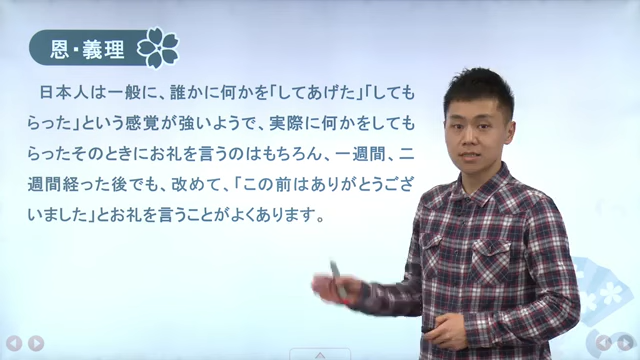 恩・義理
日本人は一般に、誰かに何かを「してあげた」「しても
らった」という感覚が強いようで、実際に何かをしても
らったそのときにお礼を言うのはもちろん、一週間、二
週間経った後でも、改めて、「この前はありがとうござ
いました」とお礼を言うことがよくあります。